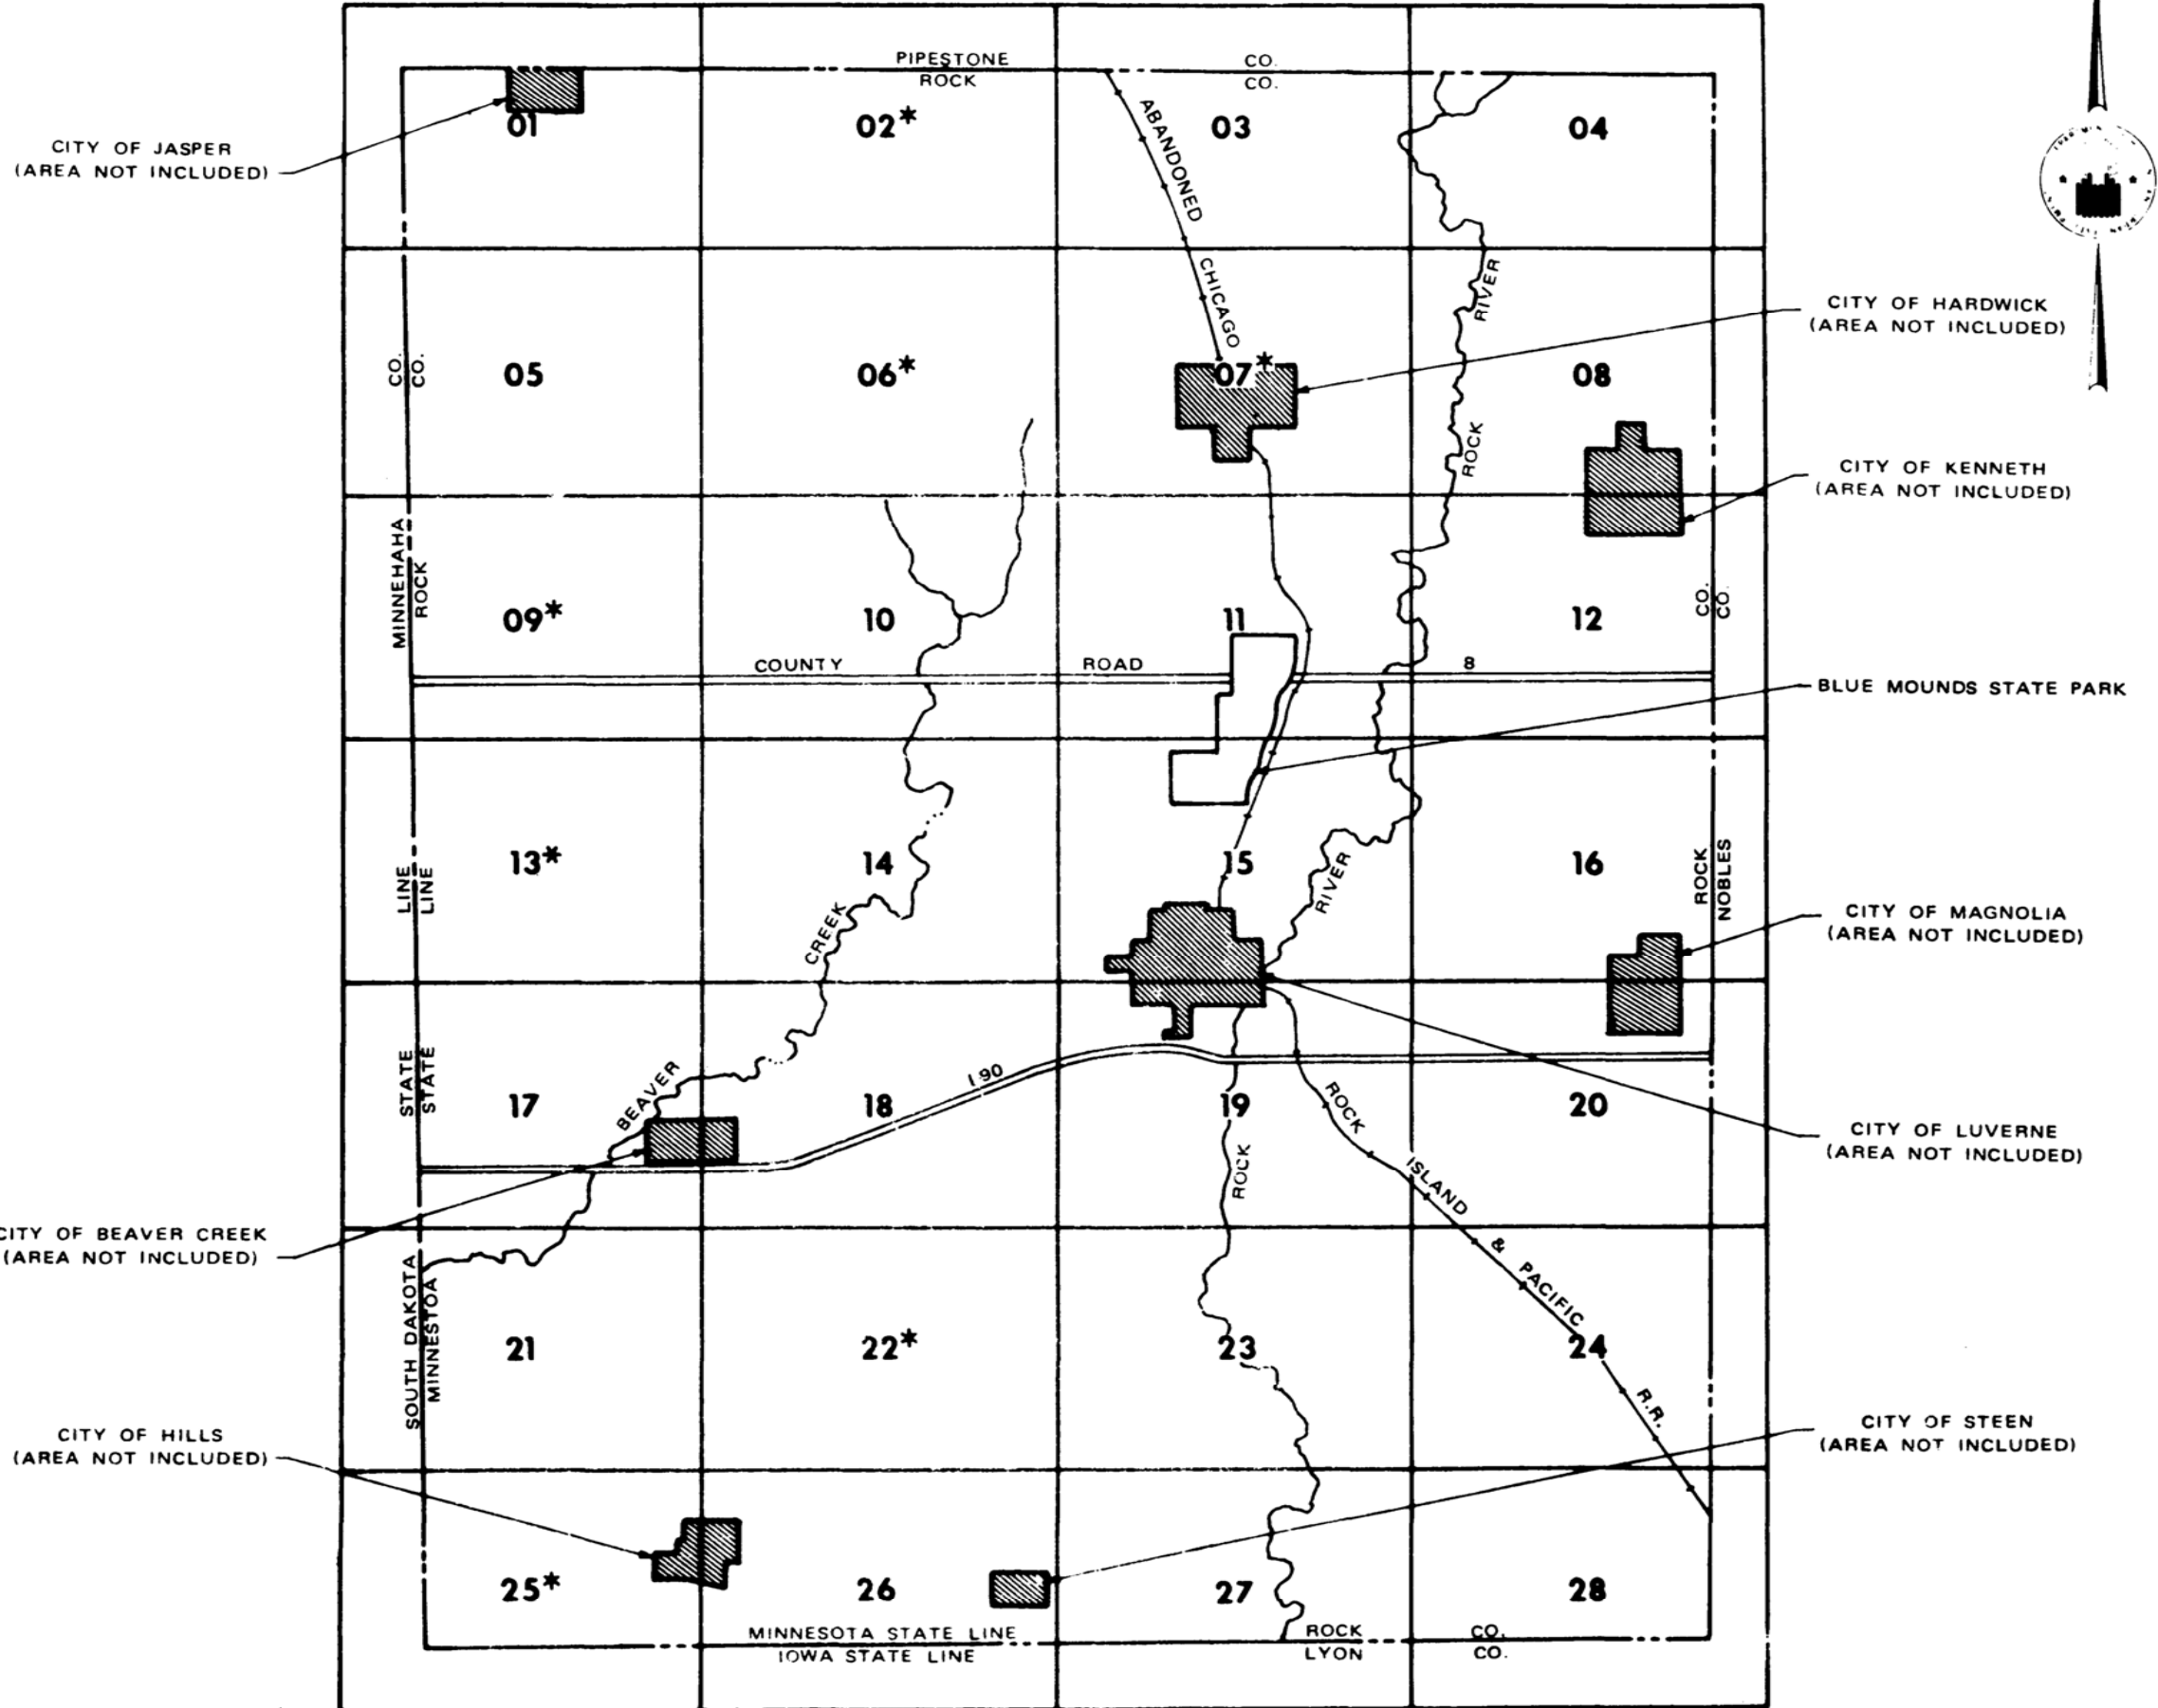 PIPESTONE CO.
ROCK CO.
CITY OF JASPER
(AREA NOT INCLUDED)
01
02*
ABANDONED
03
04
CHICAGO
RIVER
CITY OF HARDWICK
(AREA NOT INCLUDED)
CO.
CO.
05
06*
07*
08
ROCK
CITY OF KENNETH
(AREA NOT INCLUDED)
MINNEHAHA
ROCK
09*
10
11
12
CO.
CO.
COUNTY ROAD 8
BLUE MOUNDS STATE PARK
LINE
LINE
13*
14
15
16
ROCK
NOBLES
CREEK
RIVER
CITY OF MAGNOLIA
(AREA NOT INCLUDED)
STATE
STATE
17
BEAVER
18
I 90
19
ROCK
20
CITY OF LUVERNE
(AREA NOT INCLUDED)
ROCK
ISLAND
CITY OF BEAVER CREEK
(AREA NOT INCLUDED)
SOUTH DAKOTA
MINNESTOA
& PACIFIC
21
22*
23
24
R.R.
CITY OF HILLS
(AREA NOT INCLUDED)
CITY OF STEEN
(AREA NOT INCLUDED)
25*
26
27
28
MINNESOTA STATE LINE
IOWA STATE LINE
ROCK CO.
LYON CO.